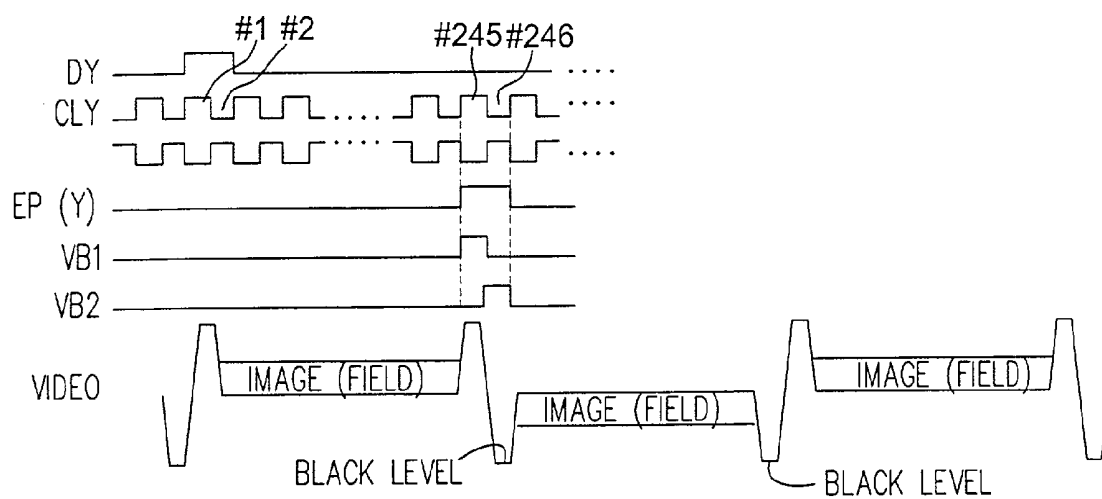 #1 #2 #245 #246
DY
CLY
EP (Y)
VB1
VB2
VIDEO
IMAGE (FIELD)
IMAGE (FIELD)
IMAGE (FIELD)
BLACK LEVEL
BLACK LEVEL